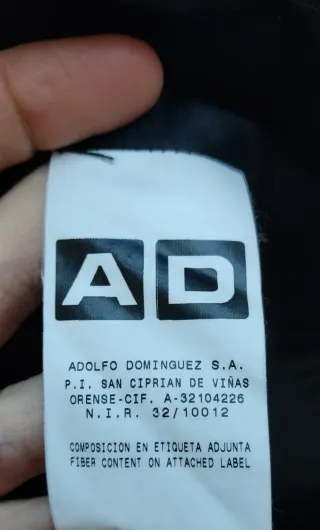 AD
ADOLFO DOMINGUEZ S.A.
P.I. SAN CIPRIAN DE VIÑAS
ORENSE-CIF. A-32104226
N.I.R. 32/10012
COMPOSICION EN ETIQUETA ADJUNTA
FIBER CONTENT ON ATTACHED LABEL